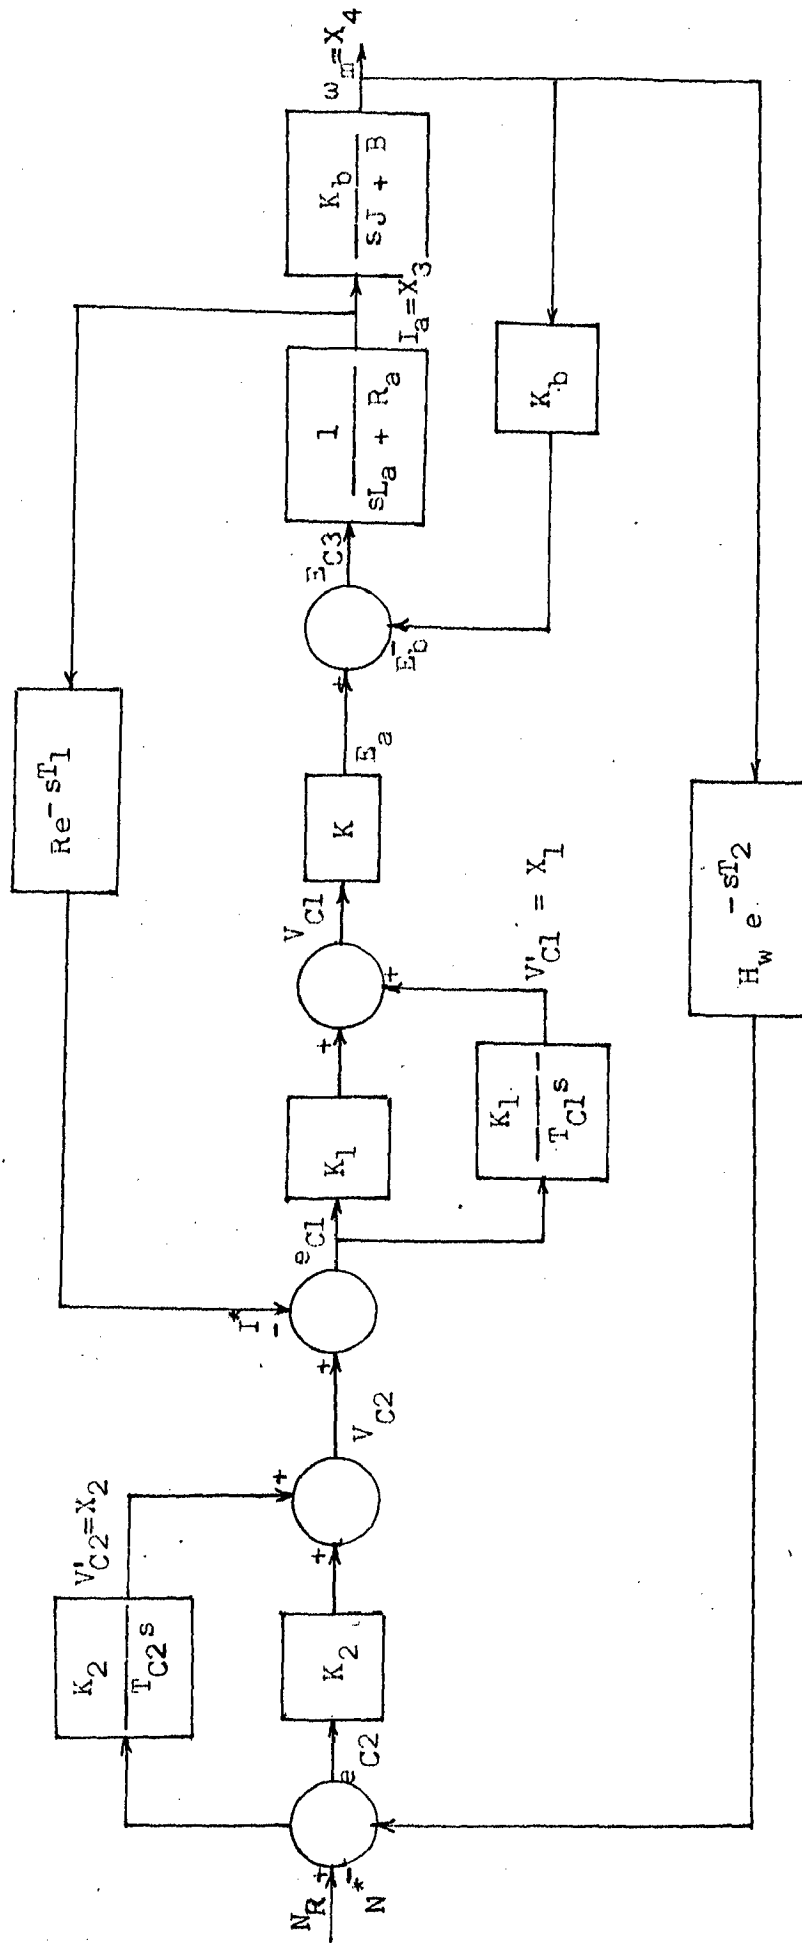 N_R
+
-
N*
e_C2
K_2
T_C2 s
V'_C2=X_2
K_2
+
+
V_C2
+
-
I*
e_C1
K_1
K_1
T_C1 s
V'_C1 = X_1
+
+
V_C1
K
E_a
+
-
E_b
E_C3
1
sL_a + R_a
I_a=X_3
K_b
sJ + B
ω_m=X_4
Re^-sT_1
K_b
H_w e^-sT_2